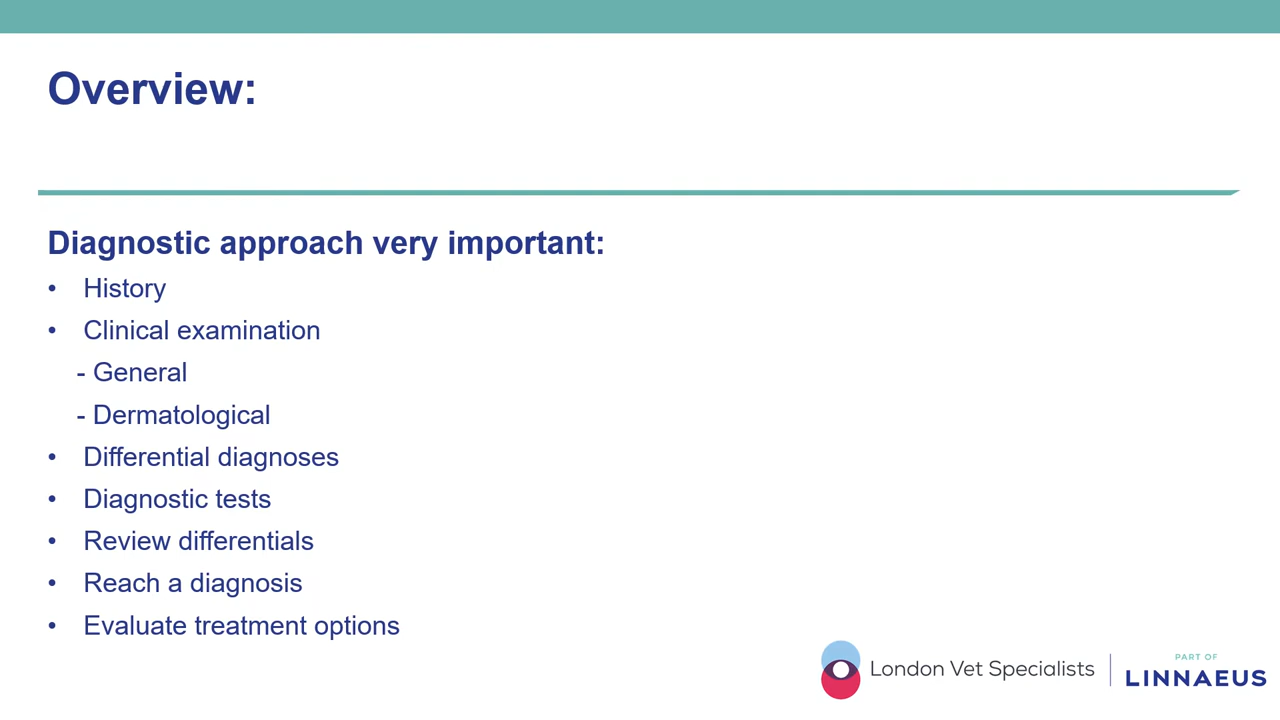 Overview:
Diagnostic approach very important:
• History
• Clinical examination
- General
- Dermatological
• Differential diagnoses
• Diagnostic tests
• Review differentials
• Reach a diagnosis
• Evaluate treatment options
London Vet Specialists
PART OF
LINNAEUS